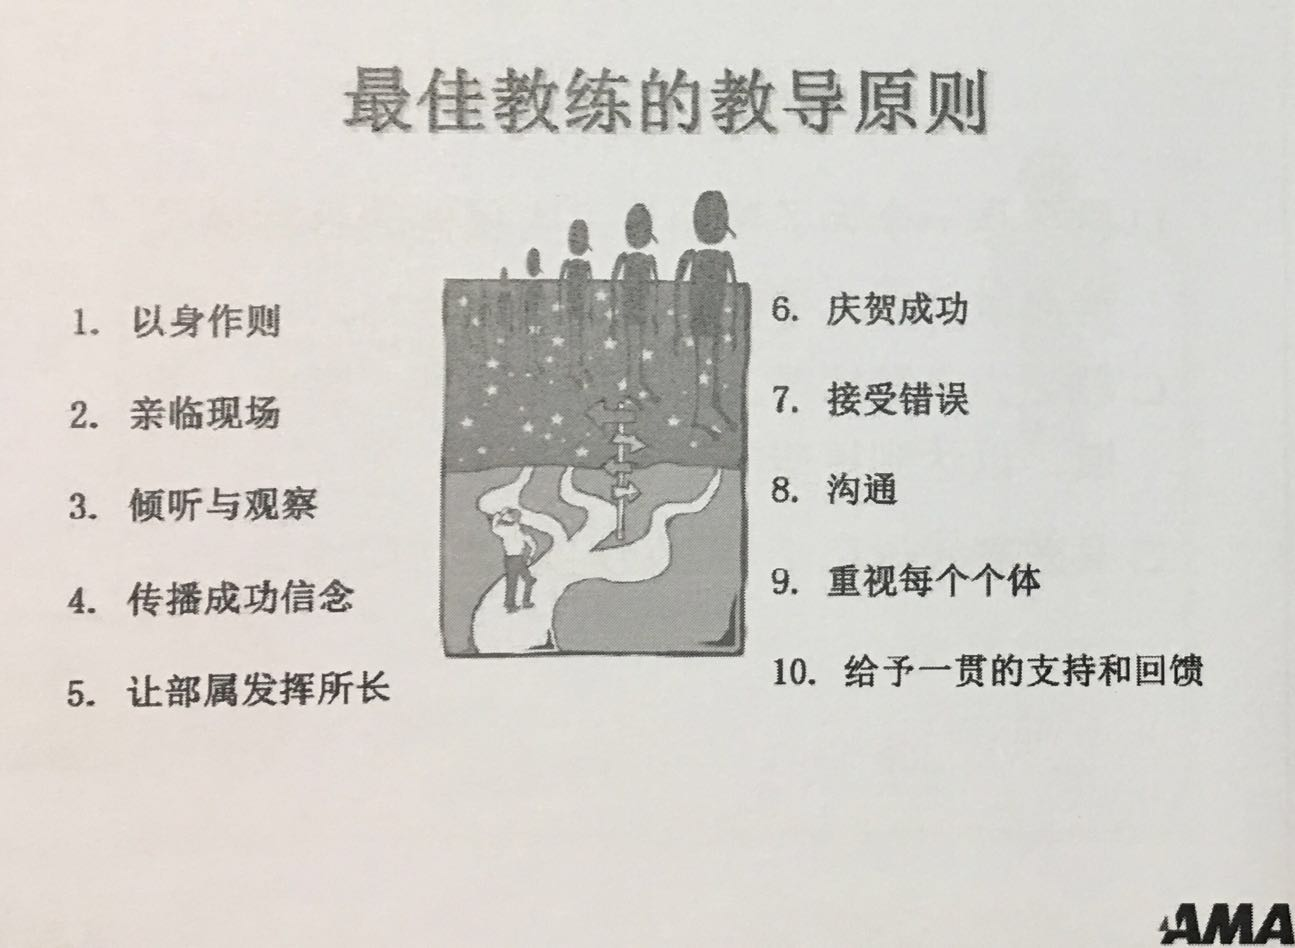 最佳教练的教导原则
1. 以身作则
2. 亲临现场
3. 倾听与观察
4. 传播成功信念
5. 让部属发挥所长
6. 庆贺成功
7. 接受错误
8. 沟通
9. 重视每个个体
10. 给予一贯的支持和回馈
AMA